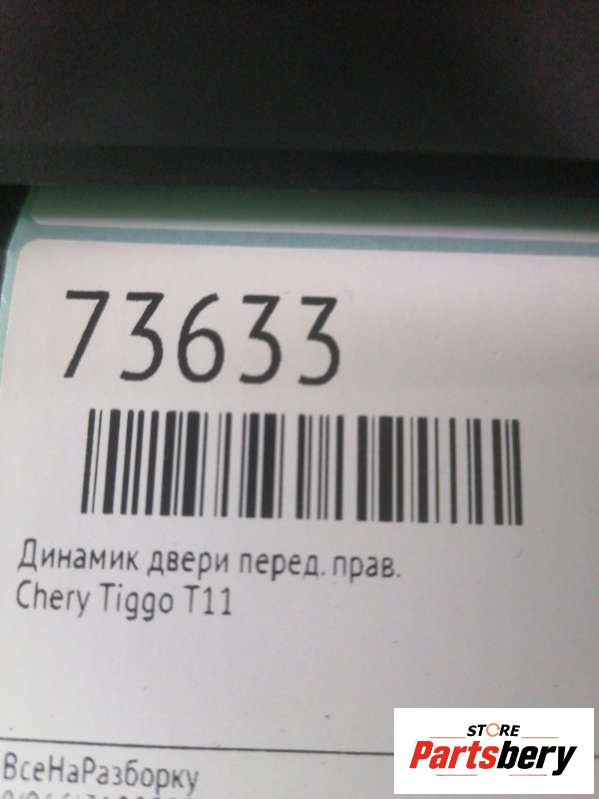 73633
Динамик двери перед. прав.
Chery Tiggo T11
ВсеНаРазборку
STORE
Partsbery